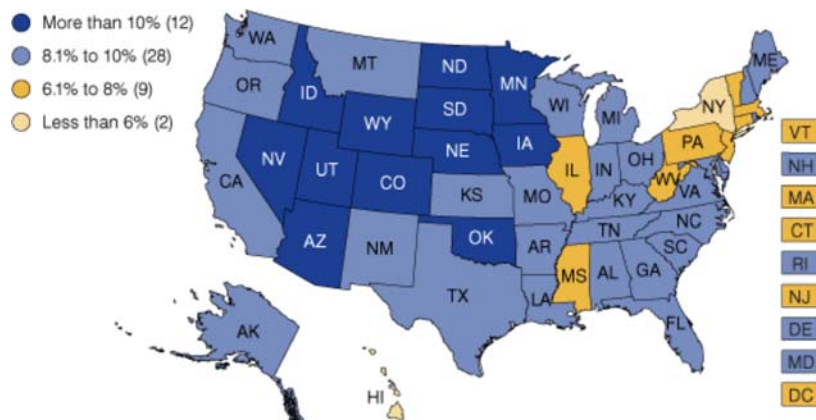 More than 10% (12)
8.1% to 10% (28)
6.1% to 8% (9)
Less than 6% (2)
WA
MT
ND
MN
ME
OR
ID
SD
WI
MI
NY
WY
IA
PA
NE
NV
UT
CO
IL
IN
OH
WV
VA
CA
KS
MO
KY
NC
TN
AZ
NM
OK
AR
SC
MS
AL
GA
TX
LA
FL
AK
HI
VT
NH
MA
CT
RI
NJ
DE
MD
DC